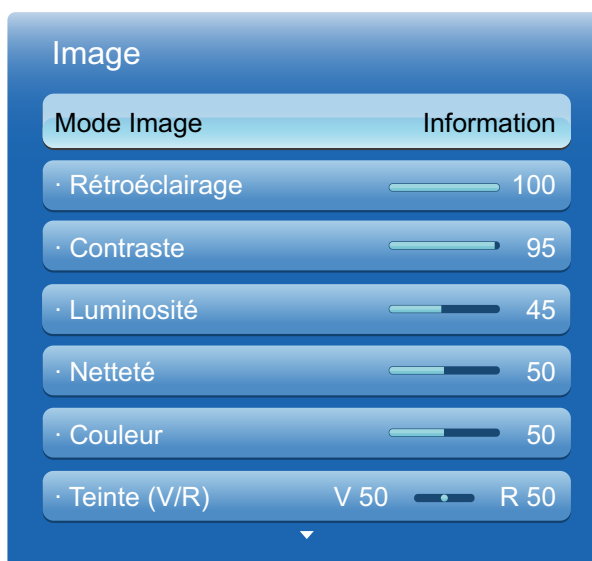 Image
Mode Image Information
· Rétroéclairage 100
· Contraste 95
· Luminosité 45
· Netteté 50
· Couleur 50
· Teinte (V/R) V 50 R 50